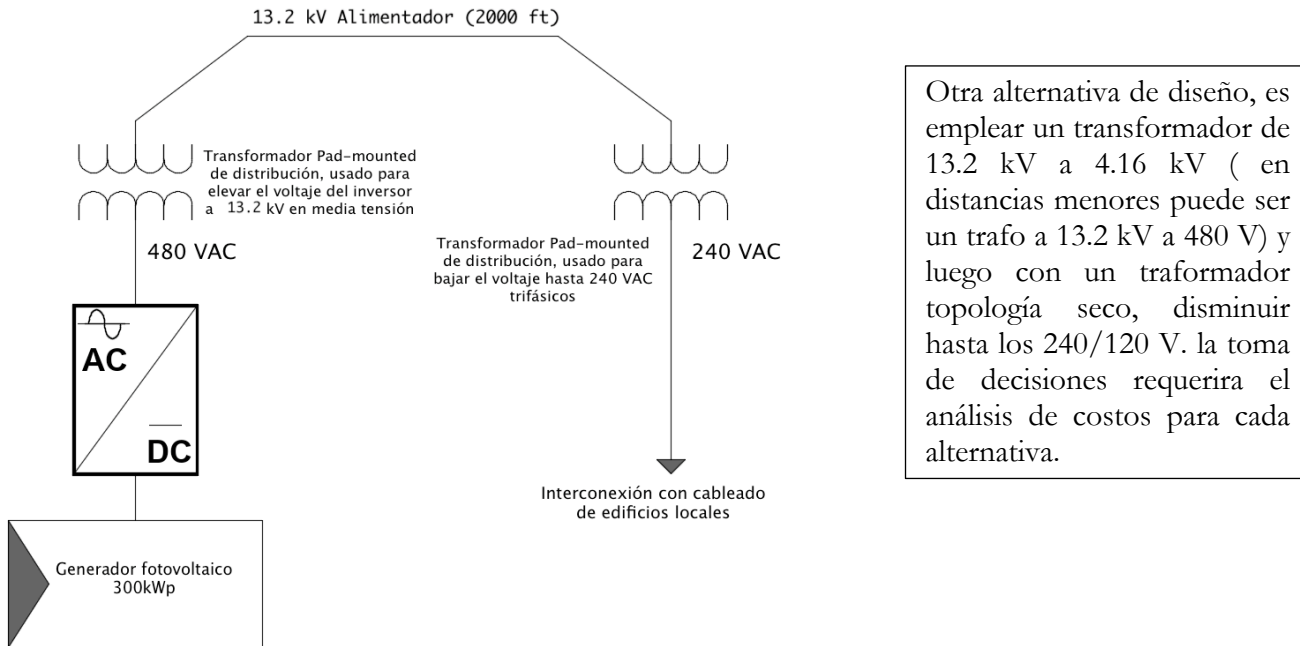 13.2 kV Alimentador (2000 ft)
Transformador Pad-mounted
de distribución, usado para
elevar el voltaje del inversor
a 13.2 kV en media tensión
480 VAC
Transformador Pad-mounted
de distribución, usado para
bajar el voltaje hasta 240 VAC
trifásicos
240 VAC
AC
DC
Interconexión con cableado
de edificios locales
Generador fotovoltaico
300kWp
Otra alternativa de diseño, es
emplear un transformador de
13.2 kV a 4.16 kV ( en
distancias menores puede ser
un trafo a 13.2 kV a 480 V) y
luego con un traformador
topología seco, disminuir
hasta los 240/120 V. la toma
de decisiones requerira el
análisis de costos para cada
alternativa.